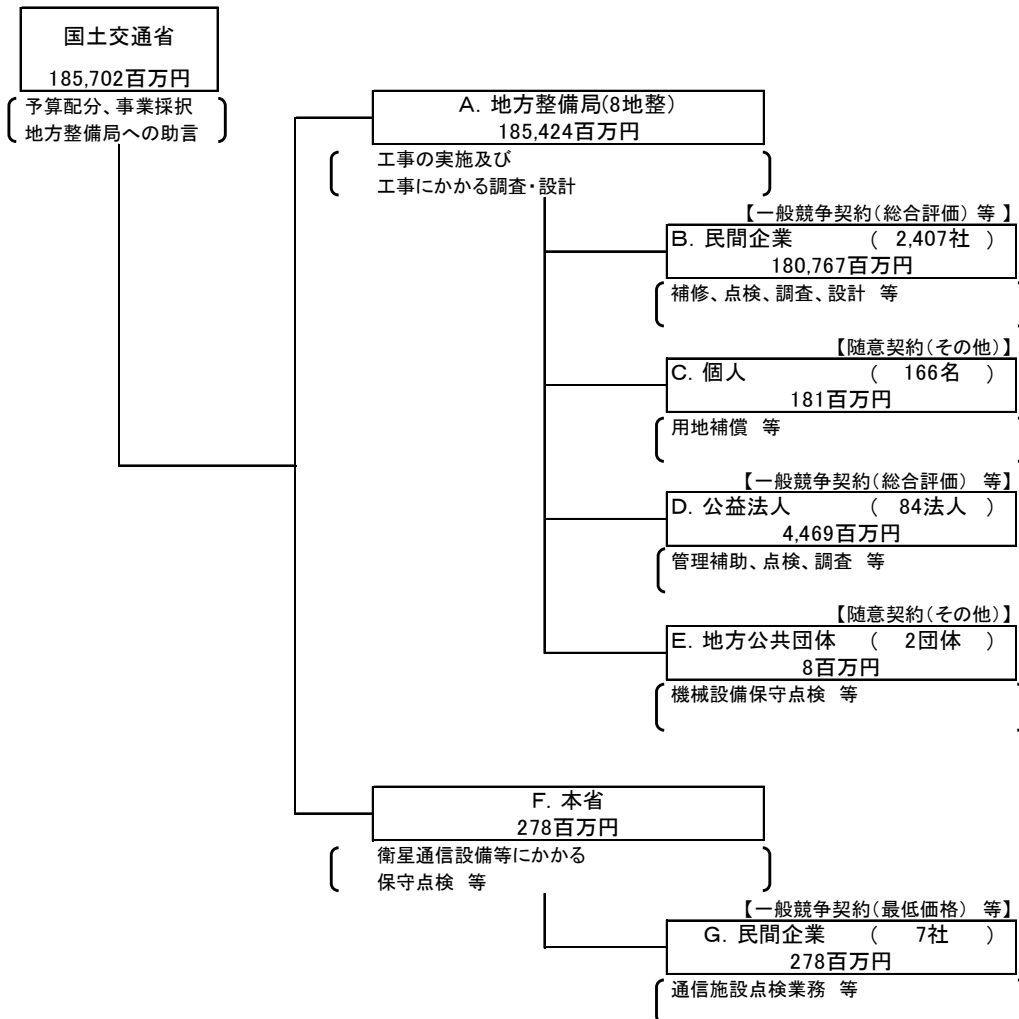 国土交通省
185,702百万円
予算配分、事業採択
地方整備局への助言
A. 地方整備局(8地整)
185,424百万円
工事の実施及び
工事にかかる調査・設計
【一般競争契約(総合評価) 等 】
B. 民間企業 ( 2,407社 )
180,767百万円
補修、点検、調査、設計 等
【随意契約(その他)】
C. 個人 ( 166名 )
181百万円
用地補償 等
【一般競争契約(総合評価) 等】
D. 公益法人 ( 84法人 )
4,469百万円
管理補助、点検、調査 等
【随意契約(その他)】
E. 地方公共団体 ( 2団体 )
8百万円
機械設備保守点検 等
F. 本省
278百万円
衛星通信設備等にかかる
保守点検 等
【一般競争契約(最低価格) 等】
G. 民間企業 ( 7社 )
278百万円
通信施設点検業務 等